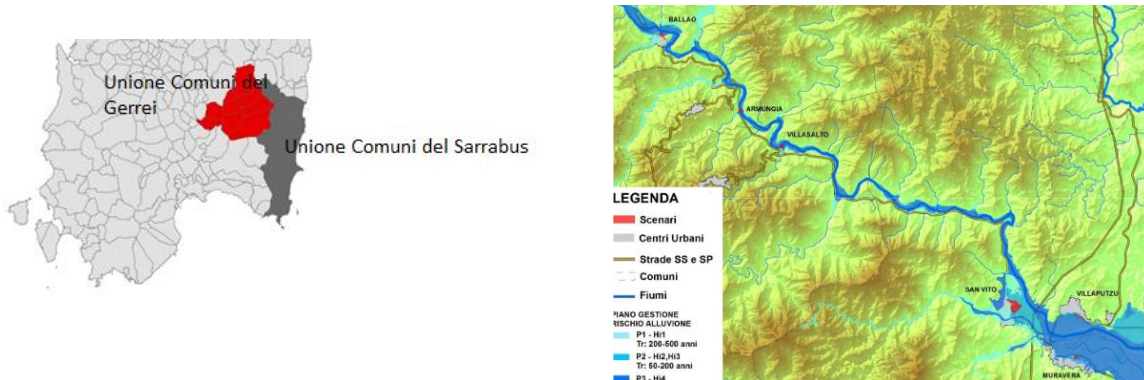 Unione Comuni del
Gerrei
Unione Comuni del Sarrabus
BALLAO
ARMUNGIA
VILLASALTO
SAN VITO
VILLAPUTZU
MURAVERA
LEGENDA
Scenari
Centri Urbani
Strade SS e SP
Comuni
Fiumi
PIANO GESTIONE
RISCHIO ALLUVIONE
P1 - Hi1
Tr: 200-500 anni
P2 - Hi2,Hi3
Tr: 50-200 anni
P3 - Hi4